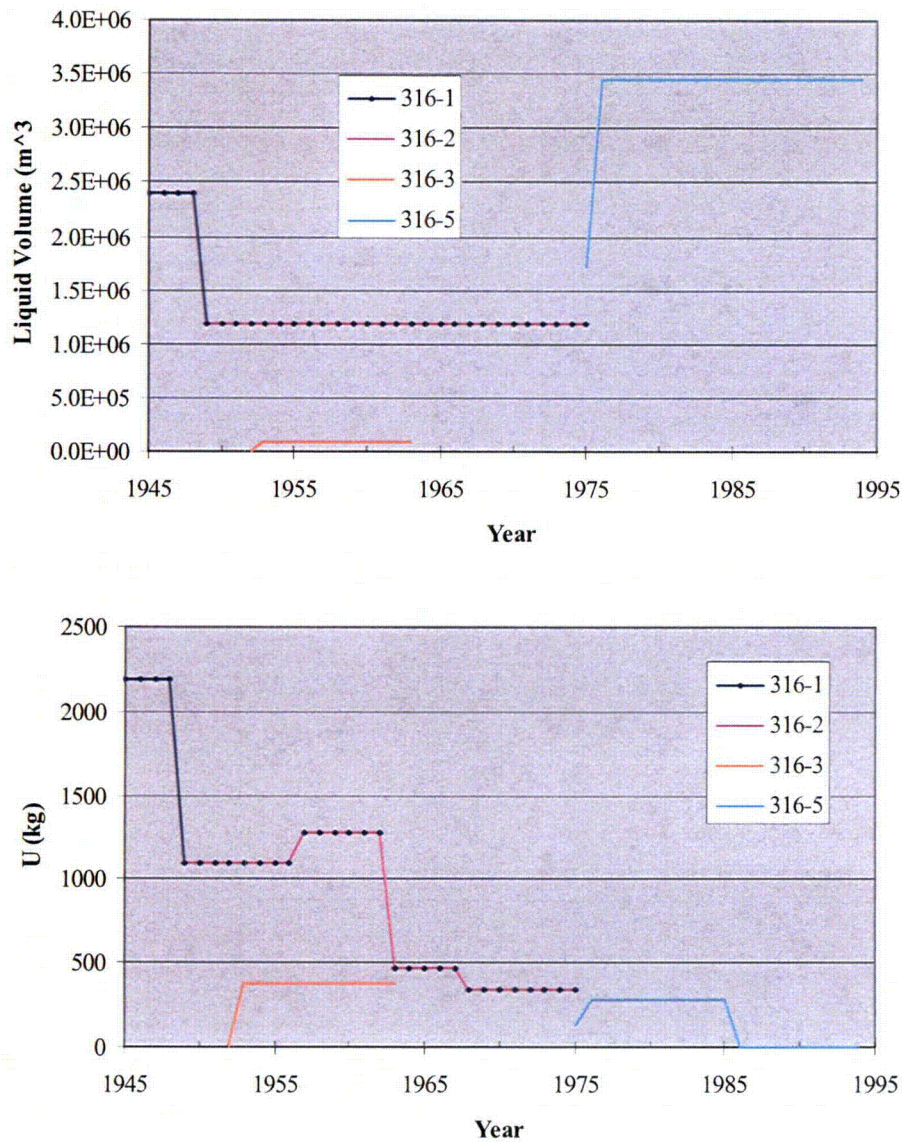 4.0E+06
3.5E+06
3.0E+06
2.5E+06
2.0E+06
1.5E+06
1.0E+06
5.0E+05
0.0E+00
Liquid Volume (m^3
316-1
316-2
316-3
316-5
1945 1955 1965 1975 1985 1995
Year
2500
2000
1500
1000
500
0
U (kg)
316-1
316-2
316-3
316-5
1945 1955 1965 1975 1985 1995
Year